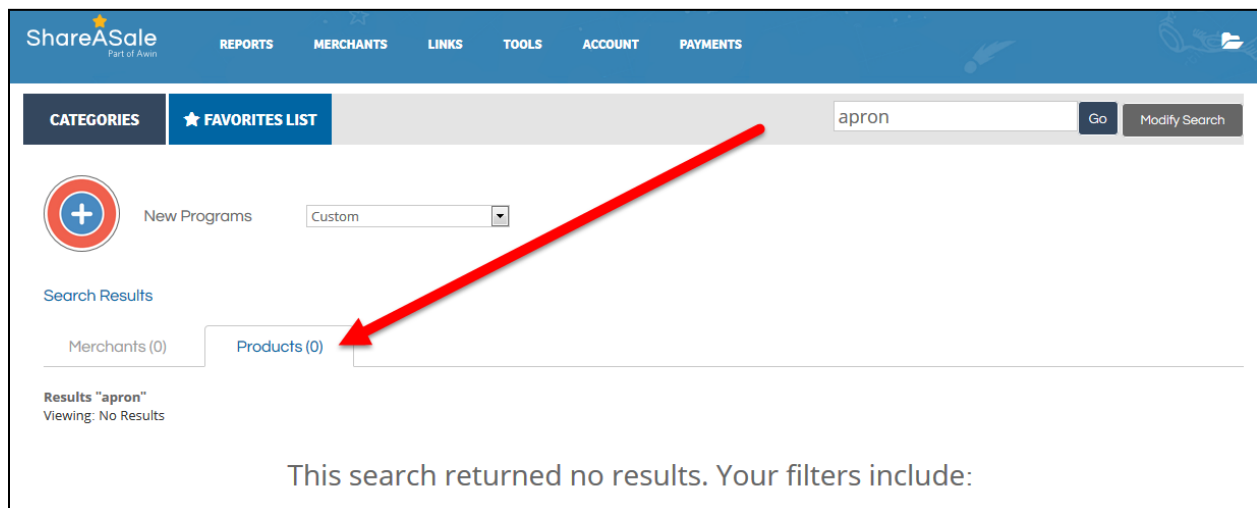 ShareASale
Part of Awin
REPORTS MERCHANTS LINKS TOOLS ACCOUNT PAYMENTS
CATEGORIES FAVORITES LIST apron Go Modify Search
New Programs Custom
Search Results
Merchants (0) Products (0)
Results "apron"
Viewing: No Results
This search returned no results. Your filters include: